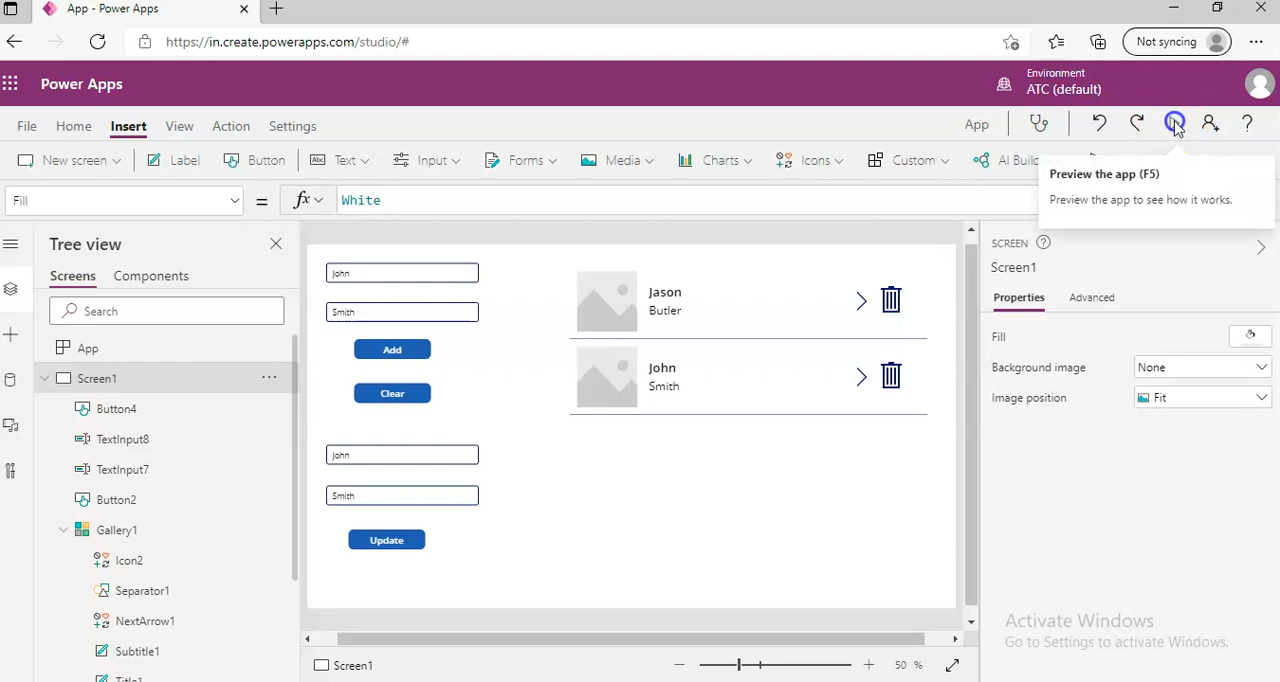 App - Power Apps
https://in.create.powerapps.com/studio/#
Not syncing
Power Apps
Environment
ATC (default)
File Home Insert View Action Settings App
New screen Label Button Text Input Forms Media Charts Icons Custom
Preview the app (F5)
Preview the app to see how it works.
Fill = fx White
Tree view
Screens Components
Search
App
Screen1
Button4
TextInput8
TextInput7
Button2
Gallery1
Icon2
Separator1
NextArrow1
Subtitle1
John
Smith
Add
Clear
John
Smith
Update
Jason
Butler
John
Smith
SCREEN
Screen1
Properties Advanced
Fill
Background image None
Image position Fit
Activate Windows
Go to Settings to activate Windows.
Screen1 50 %